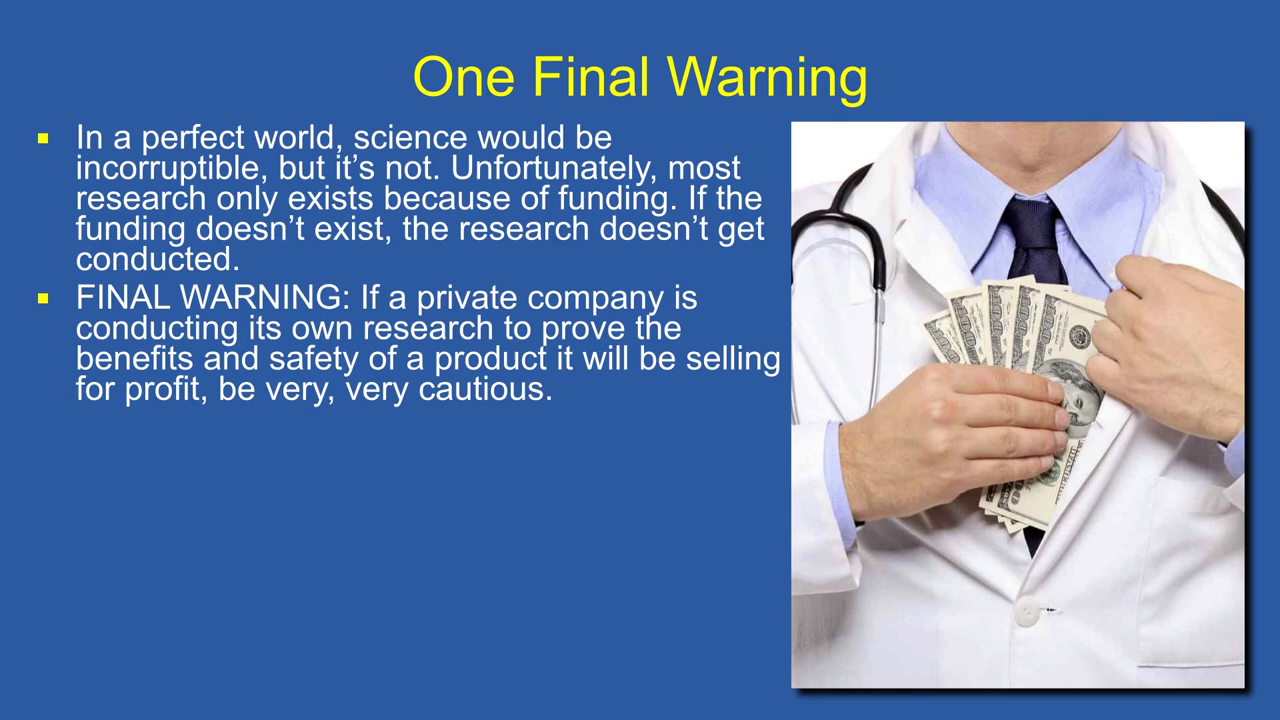 One Final Warning
In a perfect world, science would be
incorruptible, but it’s not. Unfortunately, most
research only exists because of funding. If the
funding doesn’t exist, the research doesn’t get
conducted.
FINAL WARNING: If a private company is
conducting its own research to prove the
benefits and safety of a product it will be selling
for profit, be very, very cautious.